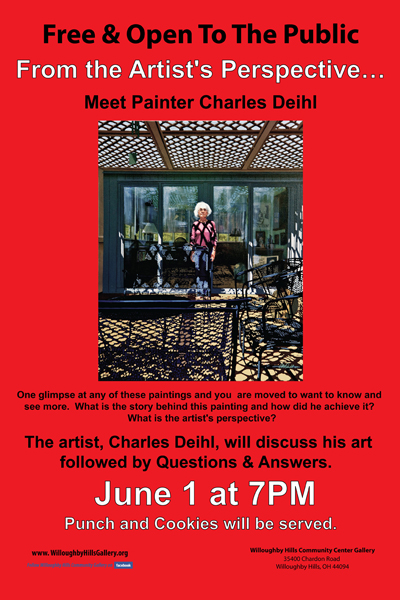 Free & Open To The Public
From the Artist's Perspective…
Meet Painter Charles Deihl
One glimpse at any of these paintings and you are moved to want to know and
see more. What is the story behind this painting and how did he achieve it?
What is the artist's perspective?
The artist, Charles Deihl, will discuss his art
followed by Questions & Answers.
June 1 at 7PM
Punch and Cookies will be served.
www.WilloughbyHillsGallery.org
facebook
Willoughby Hills Community Center Gallery
35400 Chardon Road
Willoughby Hills, OH 44094